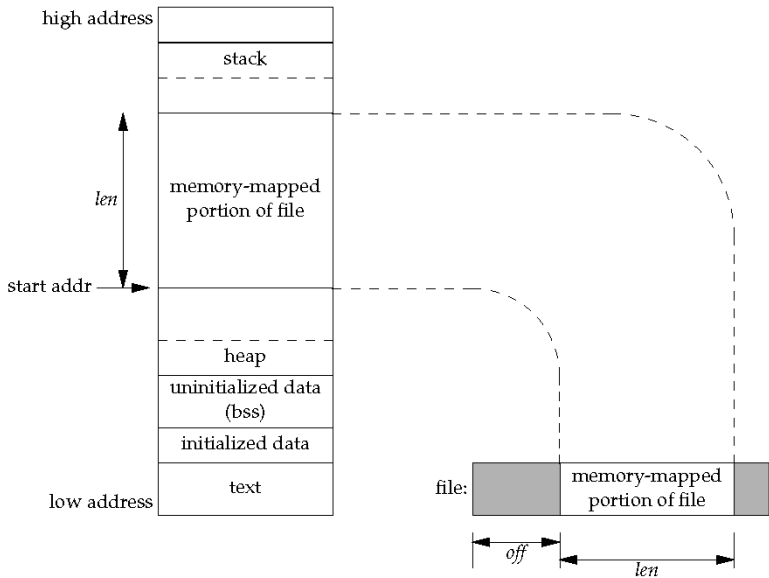 high address
stack
len
memory-mapped
portion of file
start addr
heap
uninitialized data
(bss)
initialized data
text
low address
file:
memory-mapped
portion of file
off
len